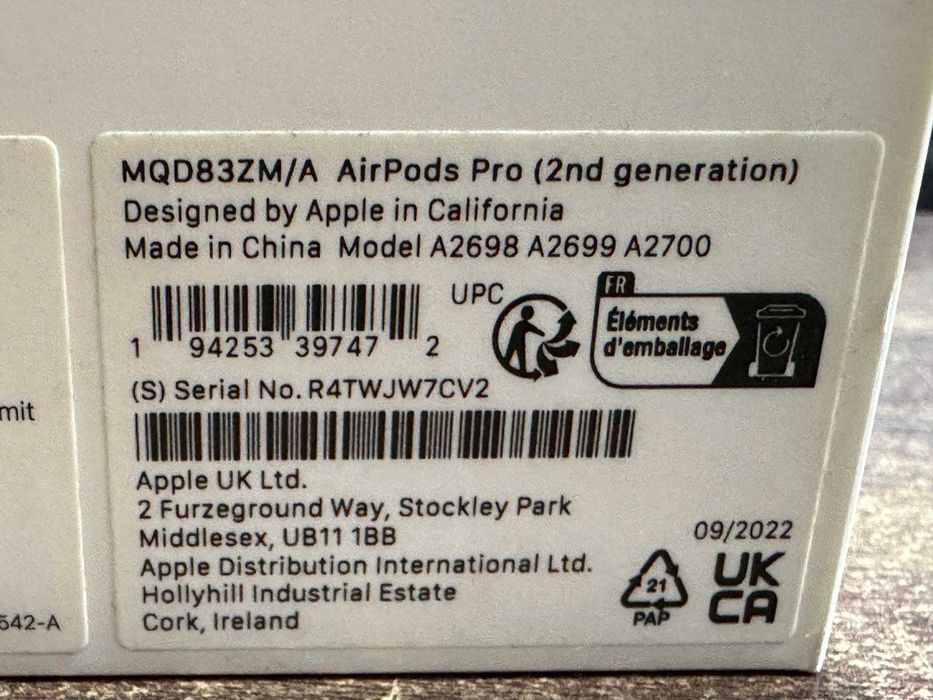 MQD83ZM/A AirPods Pro (2nd generation)
Designed by Apple in California
Made in China Model A2698 A2699 A2700
UPC
1 94253 39747 2
FR
Éléments
d'emballage
(S) Serial No. R4TWJW7CV2
Apple UK Ltd.
2 Furzeground Way, Stockley Park
Middlesex, UB11 1BB
Apple Distribution International Ltd.
Hollyhill Industrial Estate
Cork, Ireland
09/2022
21
PAP
UK
CA
mit
542-A